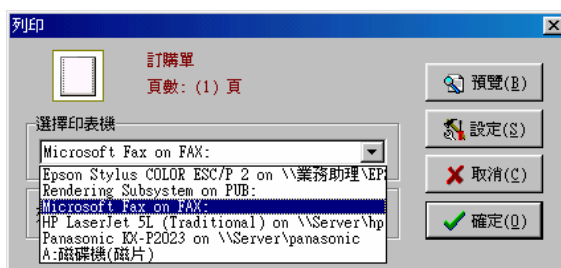 列印
訂購單
頁數: (1) 頁
預覽(R)
選擇印表機
設定(S)
Microsoft Fax on FAX:
Epson Stylus COLOR ESC/P 2 on \\業務助理\EP
取消(C)
Rendering Subsystem on PUB:
Microsoft Fax on FAX:
HP LaserJet 5L (Traditional) on \\Server\hp
確定(O)
Panasonic KX-P2023 on \\Server\panasonic
A:磁碟機(磁片)